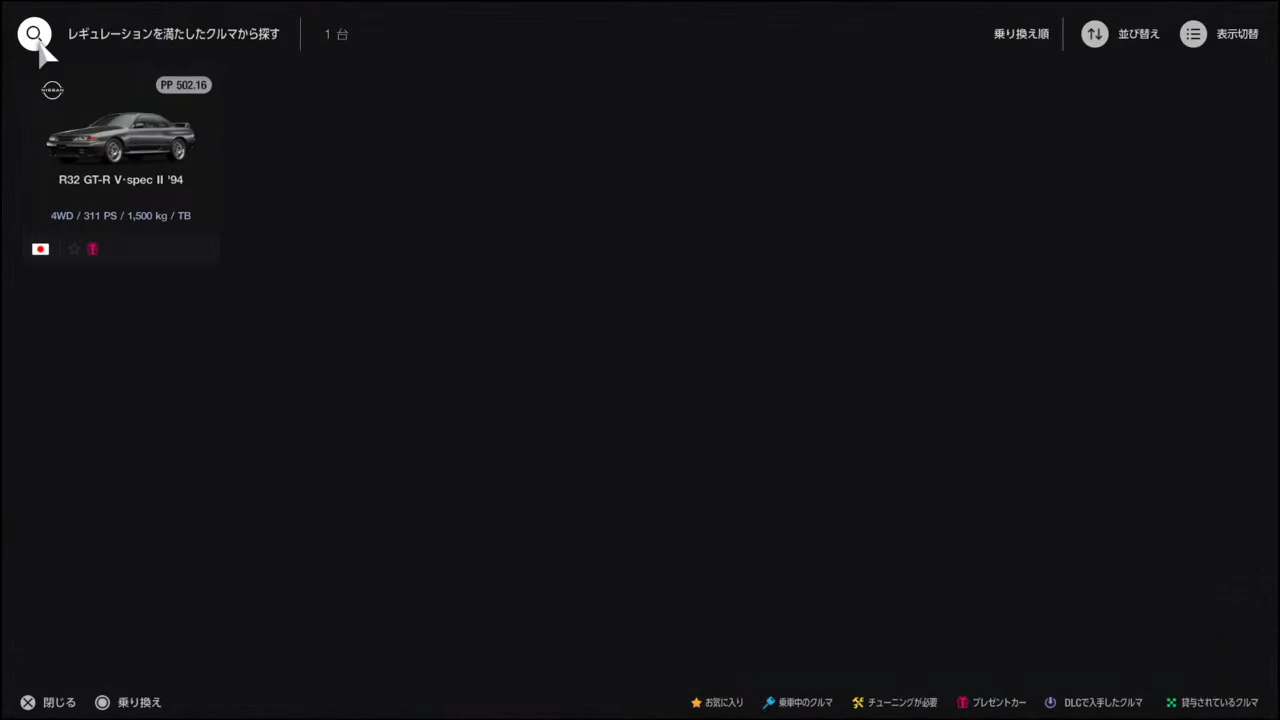 レギュレーションを満たしたクルマから探す
1 台
乗り換え順
並び替え
表示切替
NISSAN
PP 502.16
R32 GT-R V·spec II '94
4WD / 311 PS / 1,500 kg / TB
閉じる
乗り換え
お気に入り
乗車中のクルマ
チューニングが必要
プレゼントカー
DLCで入手したクルマ
貸与されているクルマ